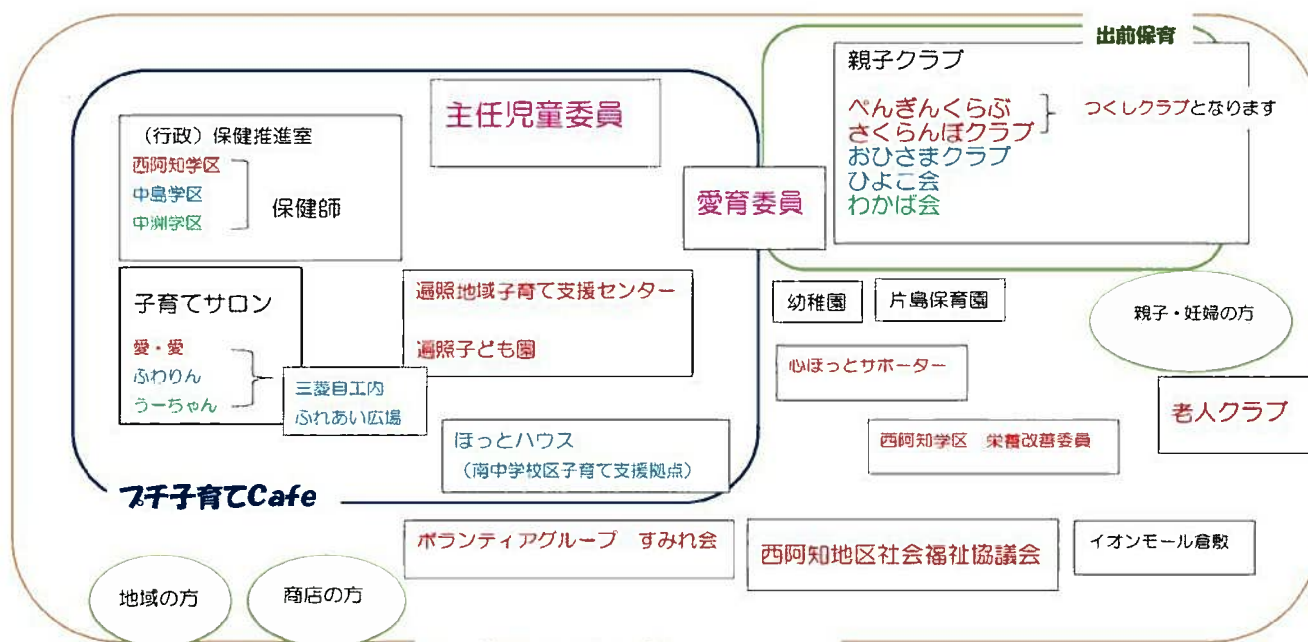 出前保育
親子クラブ
ぺんぎんくらぶ
さくらんぼクラブ
つくしクラブとなります
おひさまクラブ
ひよこ会
わかば会
主任児童委員
(行政)保健推進室
西阿知学区
中島学区
中洲学区
保健師
愛育委員
子育てサロン
愛・愛
ふわりん
うーちゃん
三菱自工内
ふれあい広場
遍照地域子育て支援センター
遍照子ども園
幼稚園
片島保育園
親子・妊婦の方
心ほっとサポーター
老人クラブ
ほっとハウス
(南中学校区子育て支援拠点)
西阿知学区 栄養改善委員
プチ子育てCafe
ボランティアグループ すみれ会
西阿知地区社会福祉協議会
イオンモール倉敷
地域の方
商店の方